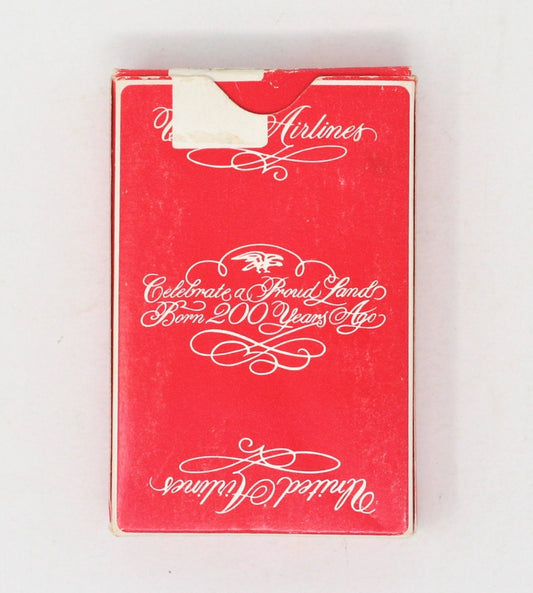 Airlines
Celebrate a Proud Land
Born 200 Years Ago
United Airlines